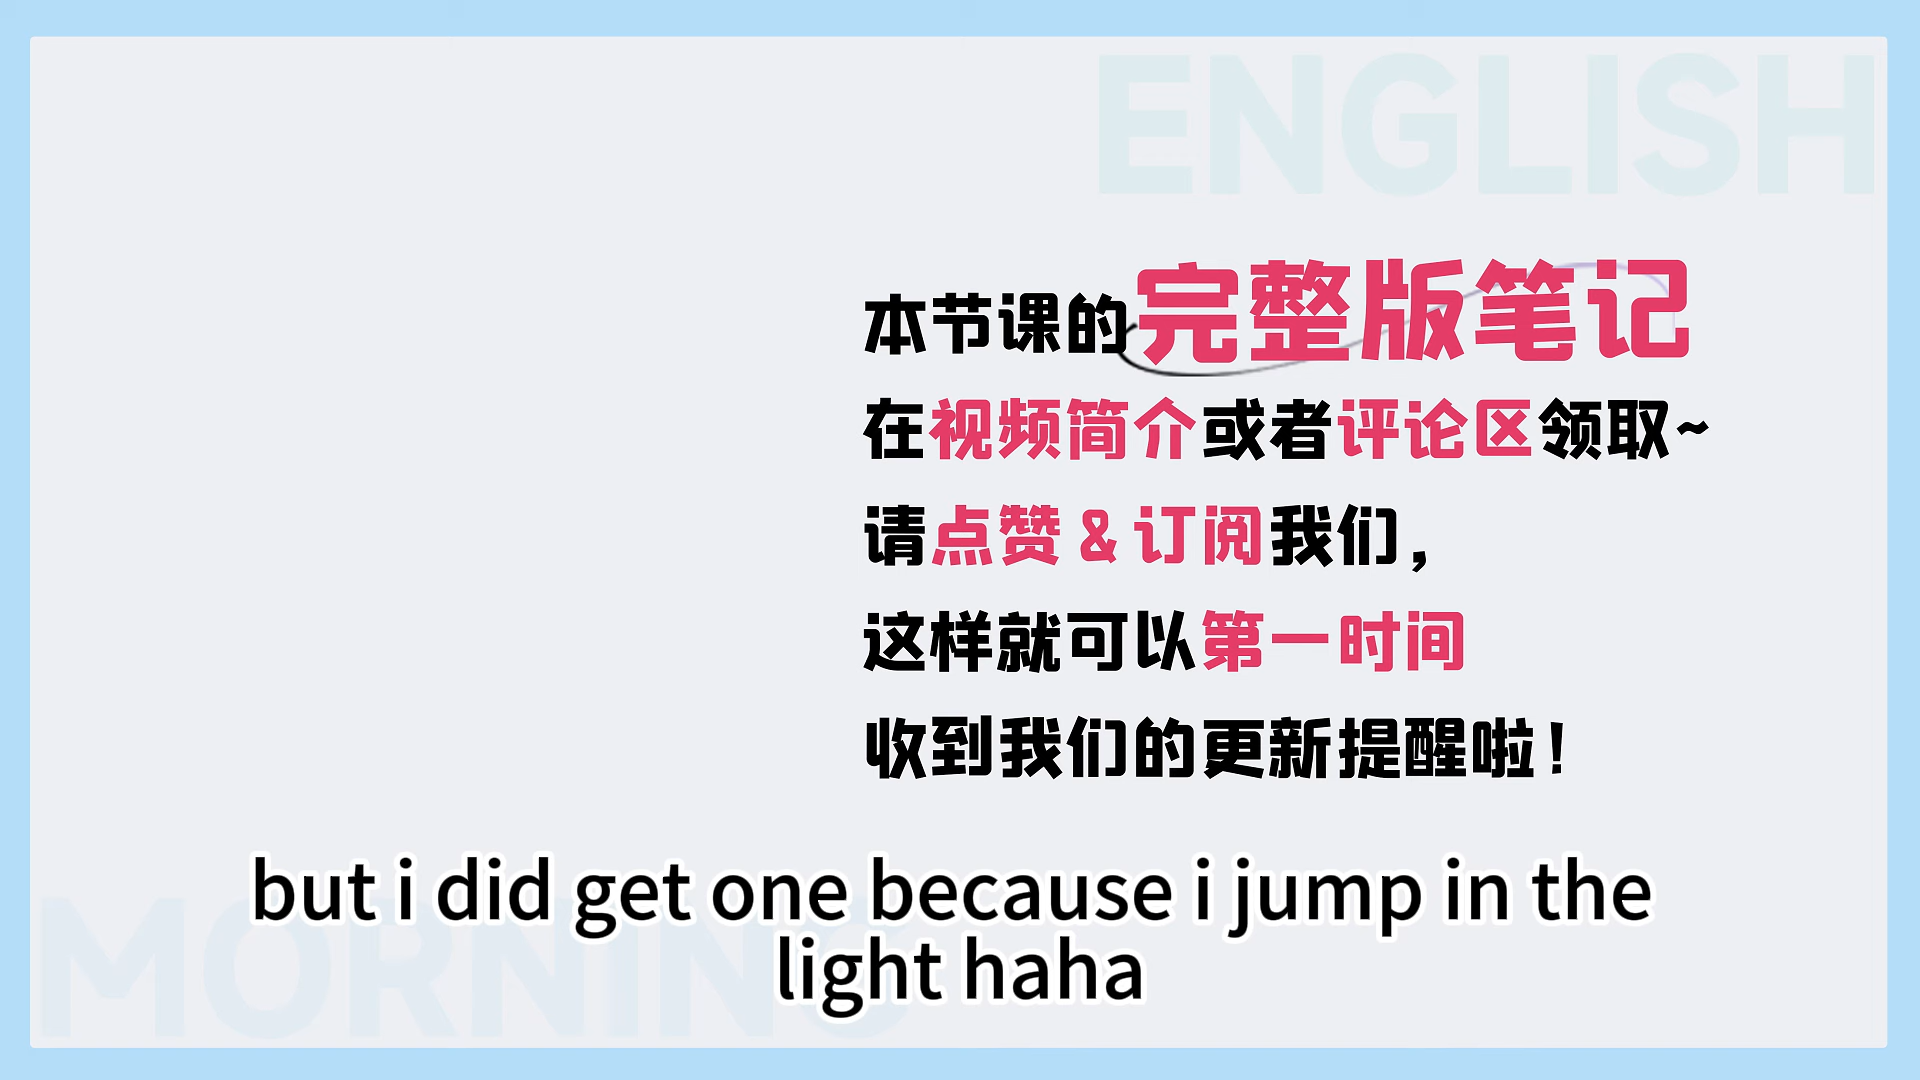 ENGLISH
本节课的完整版笔记
在视频简介或者评论区领取~
请点赞&订阅我们，
这样就可以第一时间
收到我们的更新提醒啦！
but i did get one because i jump in the
light haha
MORNING